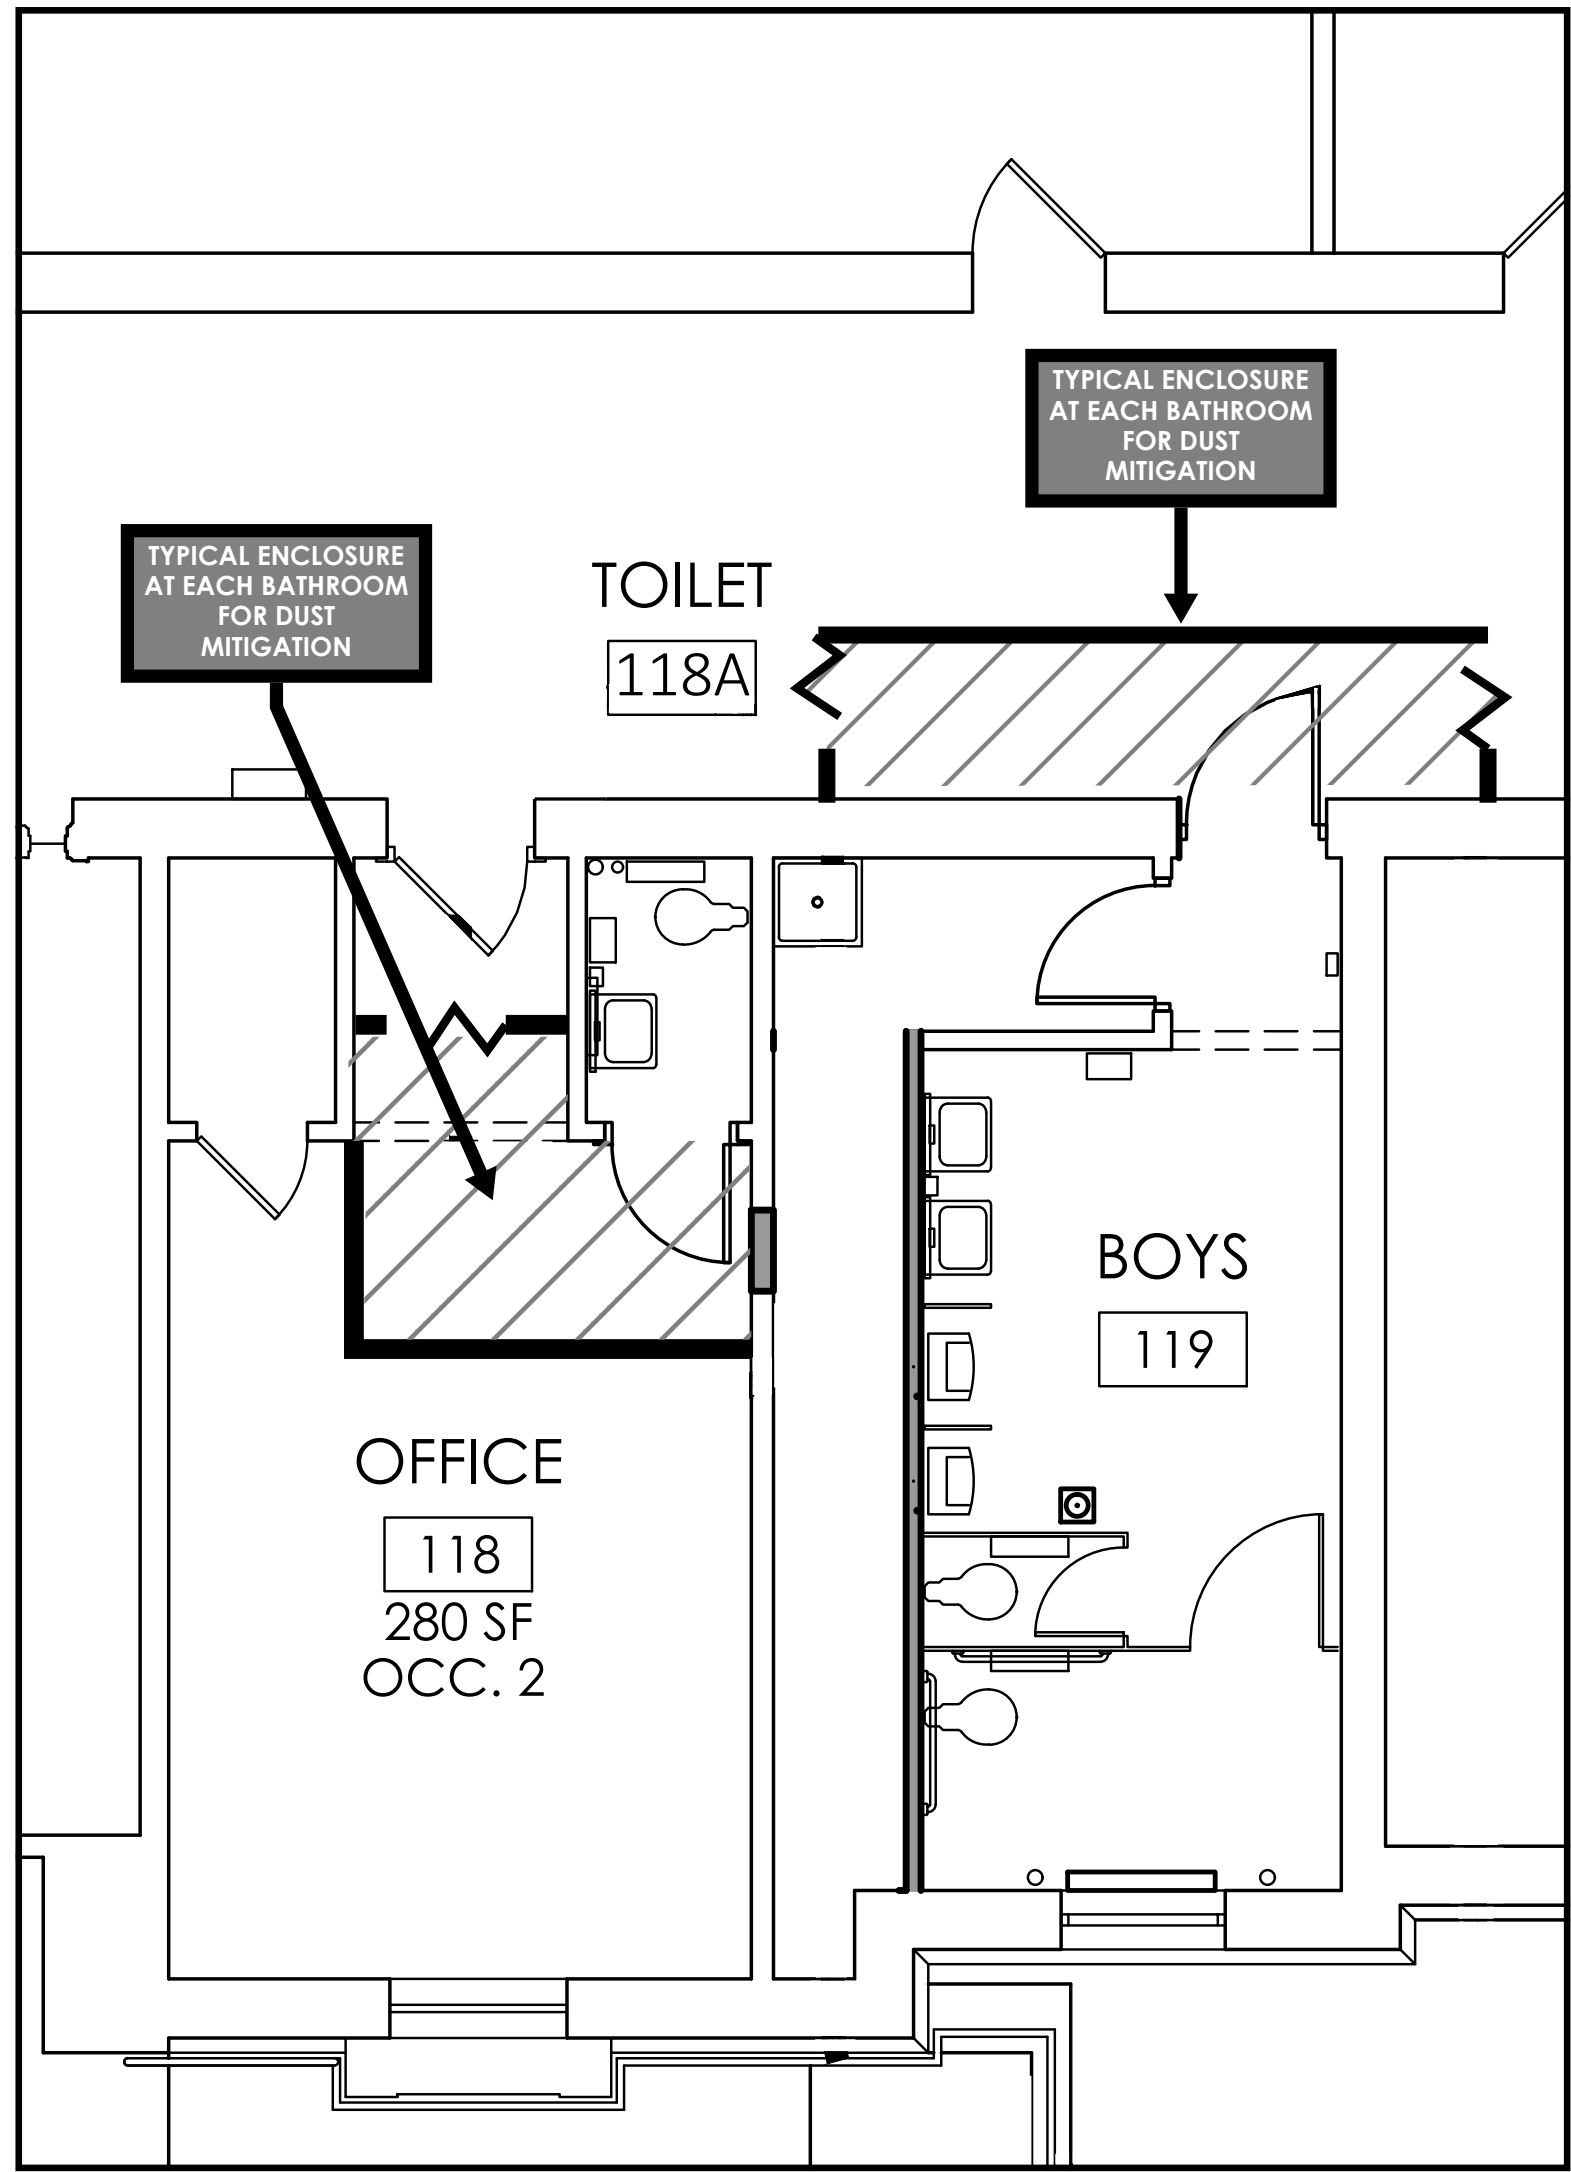 TYPICAL ENCLOSURE
AT EACH BATHROOM
FOR DUST
MITIGATION
TYPICAL ENCLOSURE
AT EACH BATHROOM
FOR DUST
MITIGATION
TOILET
118A
BOYS
119
OFFICE
118
280 SF
OCC. 2